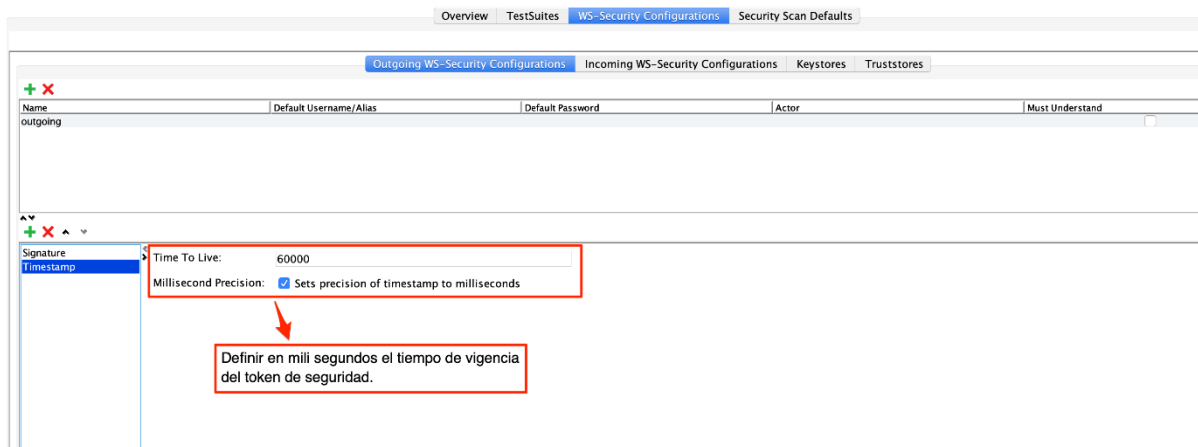 Overview TestSuites WS-Security Configurations Security Scan Defaults
Outgoing WS-Security Configurations Incoming WS-Security Configurations Keystores Truststores
Name Default Username/Alias Default Password Actor Must Understand
outgoing
Signature
Timestamp
Time To Live: 60000
Millisecond Precision: Sets precision of timestamp to milliseconds
Definir en mili segundos el tiempo de vigencia
del token de seguridad.